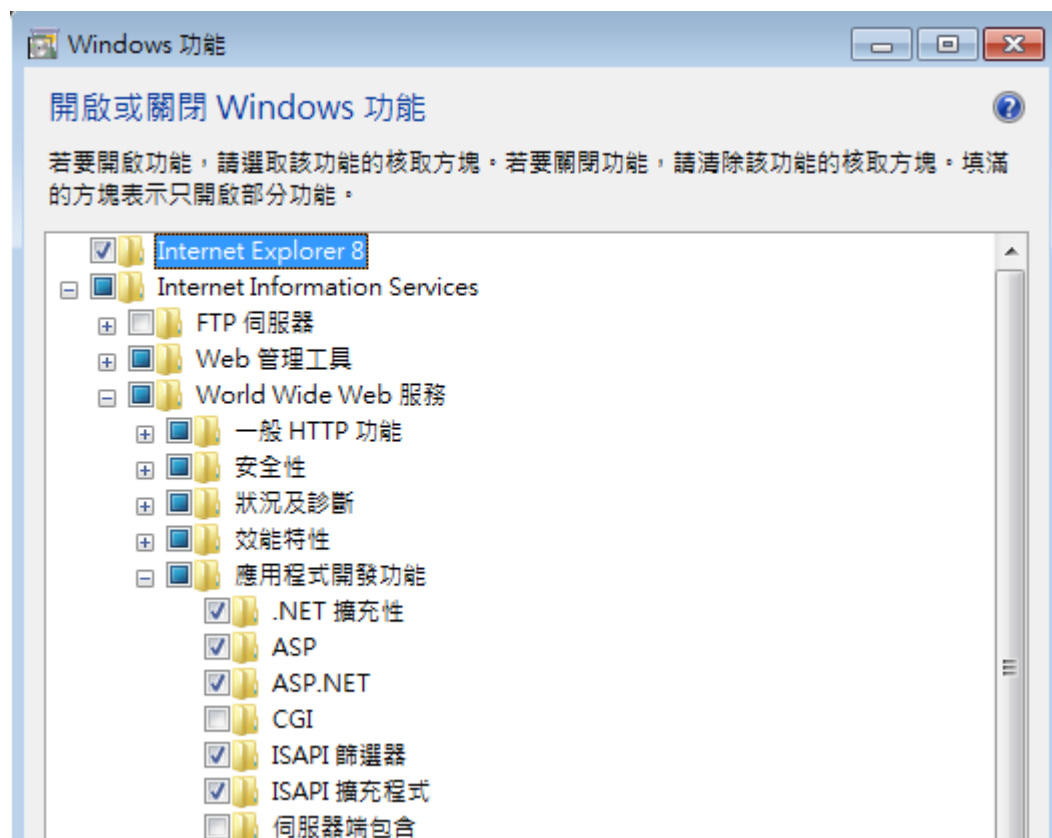 Windows 功能
開啟或關閉 Windows 功能
若要開啟功能，請選取該功能的核取方塊。若要關閉功能，請清除該功能的核取方塊。填滿
的方塊表示只開啟部分功能。
Internet Explorer 8
Internet Information Services
FTP 伺服器
Web 管理工具
World Wide Web 服務
一般 HTTP 功能
安全性
狀況及診斷
效能特性
應用程式開發功能
.NET 擴充性
ASP
ASP.NET
CGI
ISAPI 篩選器
ISAPI 擴充程式
伺服器端包含